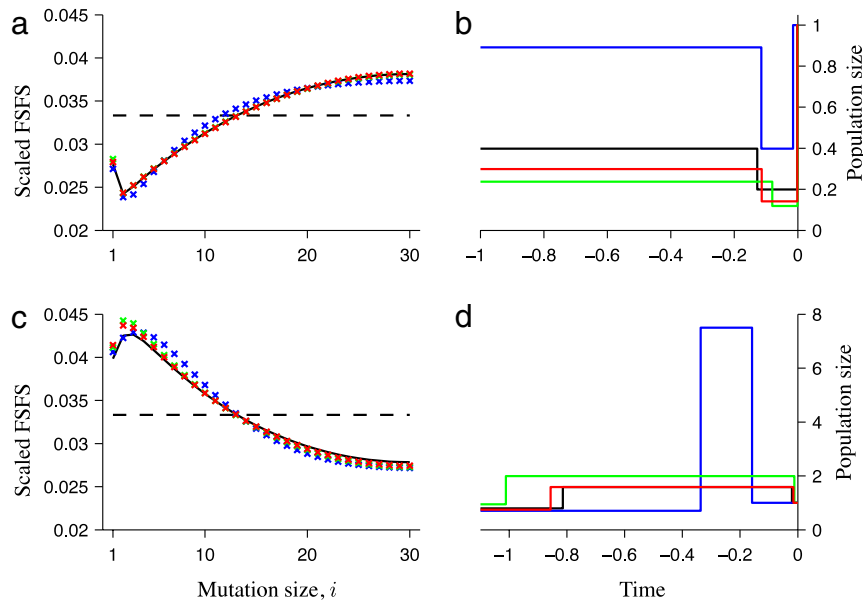 a
0.045
0.04
0.035
0.03
0.025
0.02
Scaled FSFS
1 10 20 30
b
1
0.8
0.6
0.4
0.2
0
Population size
−1 −0.8 −0.6 −0.4 −0.2 0
c
0.045
0.04
0.035
0.03
0.025
0.02
Scaled FSFS
1 10 20 30
Mutation size, i
d
8
6
4
2
0
Population size
−1 −0.8 −0.6 −0.4 −0.2 0
Time